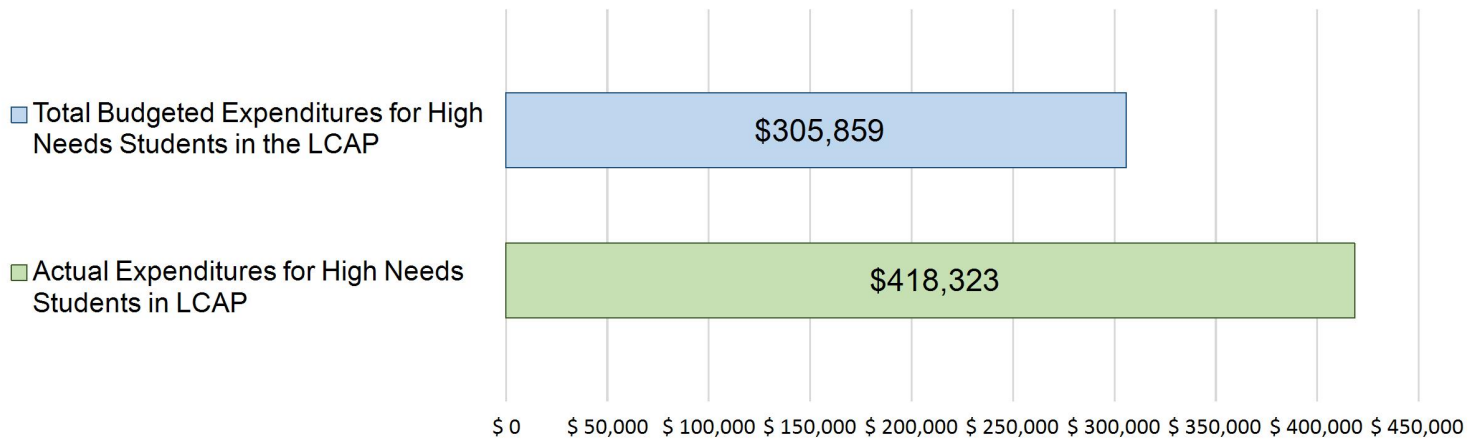 Total Budgeted Expenditures for High
Needs Students in the LCAP
$305,859
Actual Expenditures for High Needs
Students in LCAP
$418,323
$ 0 $ 50,000 $ 100,000 $ 150,000 $ 200,000 $ 250,000 $ 300,000 $ 350,000 $ 400,000 $ 450,000